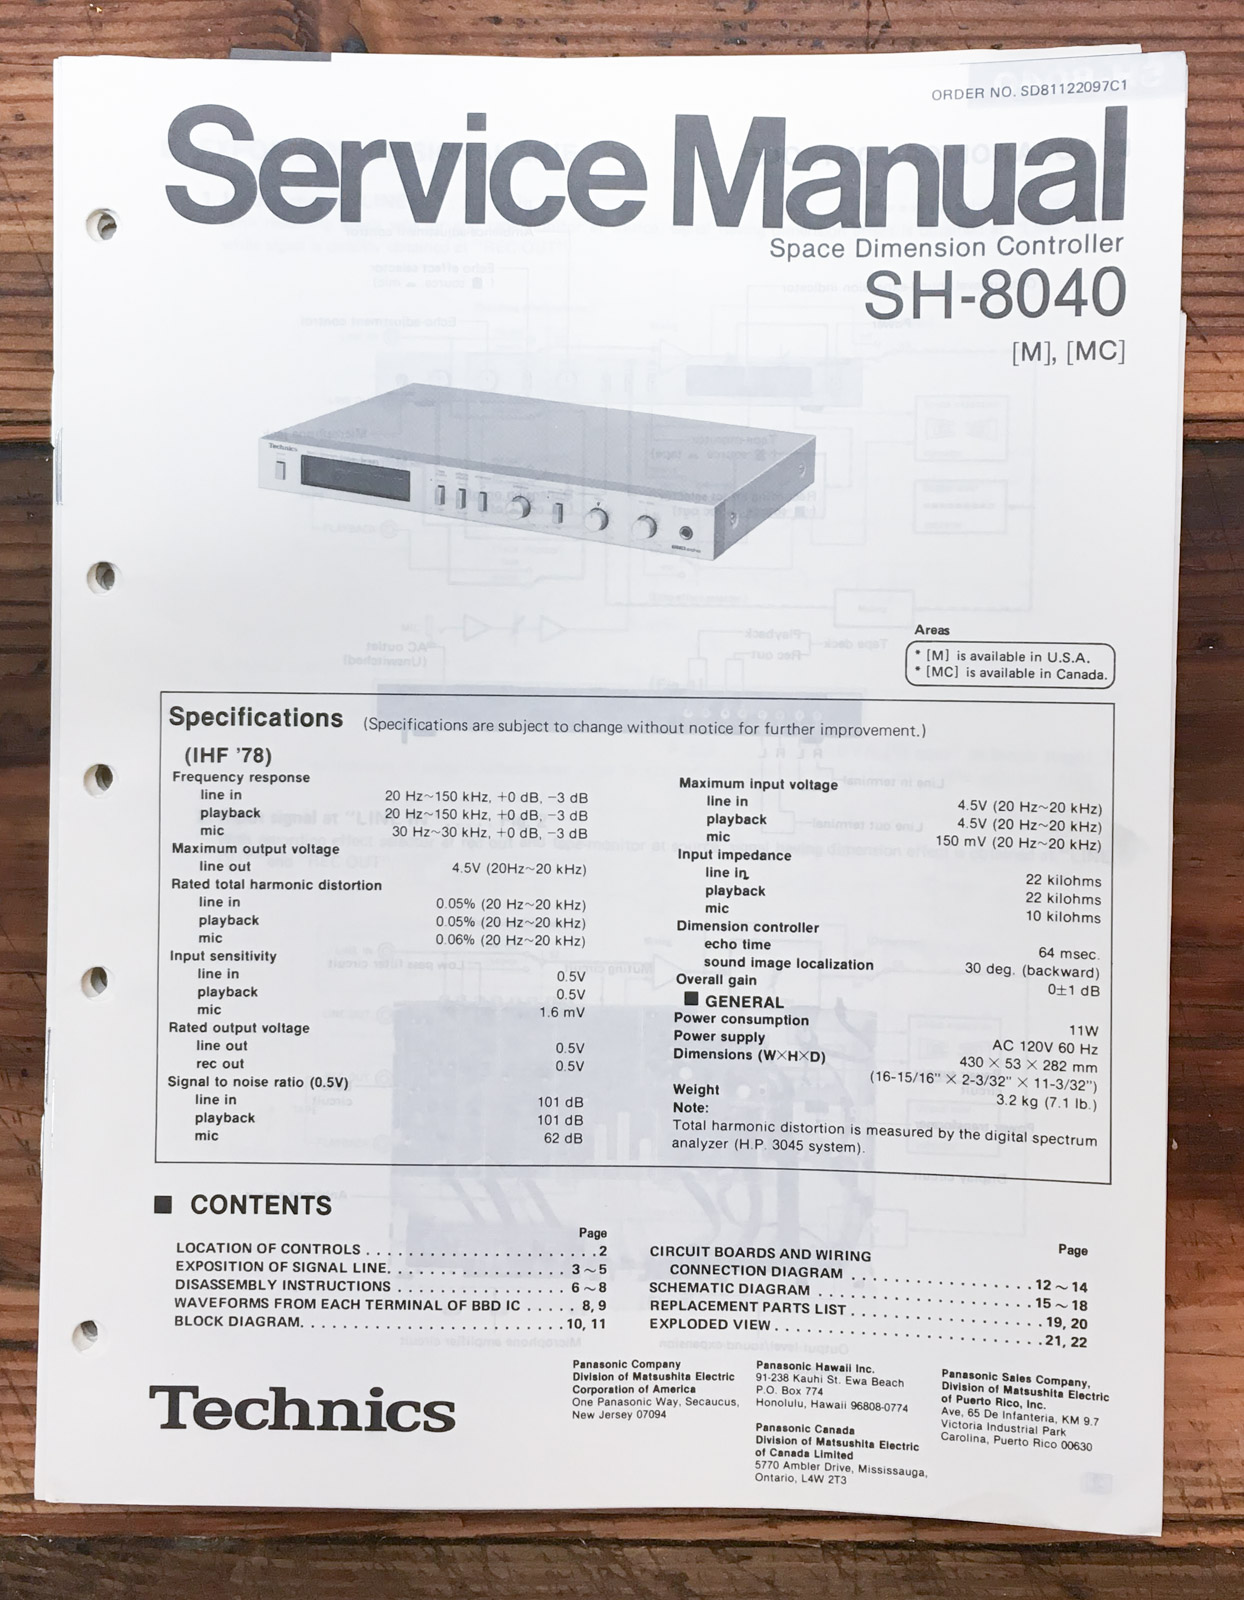 ORDER NO. SD81122097C1
Service Manual
Space Dimension Controller
SH-8040
[M], [MC]
Technics
Areas
* [M] is available in U.S.A.
* [MC] is available in Canada.
Specifications (Specifications are subject to change without notice for further improvement.)
(IHF '78)
Frequency response
line in 20 Hz~150 kHz, +0 dB, −3 dB
playback 20 Hz~150 kHz, +0 dB, −3 dB
mic 30 Hz~30 kHz, +0 dB, −3 dB
Maximum output voltage
line out 4.5V (20Hz~20 kHz)
Rated total harmonic distortion
line in 0.05% (20 Hz~20 kHz)
playback 0.05% (20 Hz~20 kHz)
mic 0.06% (20 Hz~20 kHz)
Input sensitivity
line in 0.5V
playback 0.5V
mic 1.6 mV
Rated output voltage
line out 0.5V
rec out 0.5V
Signal to noise ratio (0.5V)
line in 101 dB
playback 101 dB
mic 62 dB
Maximum input voltage
line in 4.5V (20 Hz~20 kHz)
playback 4.5V (20 Hz~20 kHz)
mic 150 mV (20 Hz~20 kHz)
Input impedance
line in 22 kilohms
playback 22 kilohms
mic 10 kilohms
Dimension controller
echo time 64 msec.
sound image localization 30 deg. (backward)
Overall gain 0±1 dB
■ GENERAL
Power consumption 11W
Power supply AC 120V 60 Hz
Dimensions (W×H×D) 430 × 53 × 282 mm
(16-15/16" × 2-3/32" × 11-3/32")
Weight 3.2 kg (7.1 lb.)
Note:
Total harmonic distortion is measured by the digital spectrum
analyzer (H.P. 3045 system).
■ CONTENTS
Page
LOCATION OF CONTROLS . . . . . . . . . . . . . . . . . . . . . . 2
EXPOSITION OF SIGNAL LINE. . . . . . . . . . . . . . . . . 3~5
DISASSEMBLY INSTRUCTIONS . . . . . . . . . . . . . . . . 6~8
WAVEFORMS FROM EACH TERMINAL OF BBD IC . . . . . 8, 9
BLOCK DIAGRAM. . . . . . . . . . . . . . . . . . . . . . . . . 10, 11
Page
CIRCUIT BOARDS AND WIRING
CONNECTION DIAGRAM . . . . . . . . . . . . . . . . . 12~14
SCHEMATIC DIAGRAM . . . . . . . . . . . . . . . . . . . . 15~18
REPLACEMENT PARTS LIST . . . . . . . . . . . . . . . . . 19, 20
EXPLODED VIEW . . . . . . . . . . . . . . . . . . . . . . . . . 21, 22
Technics
Panasonic Company
Division of Matsushita Electric
Corporation of America
One Panasonic Way, Secaucus,
New Jersey 07094
Panasonic Hawaii Inc.
91-238 Kauhi St. Ewa Beach
P.O. Box 774
Honolulu, Hawaii 96808-0774
Panasonic Canada
Division of Matsushita Electric
of Canada Limited
5770 Ambler Drive, Mississauga,
Ontario, L4W 2T3
Panasonic Sales Company,
Division of Matsushita Electric
of Puerto Rico, Inc.
Ave, 65 De Infanteria, KM 9.7
Victoria Industrial Park
Carolina, Puerto Rico 00630